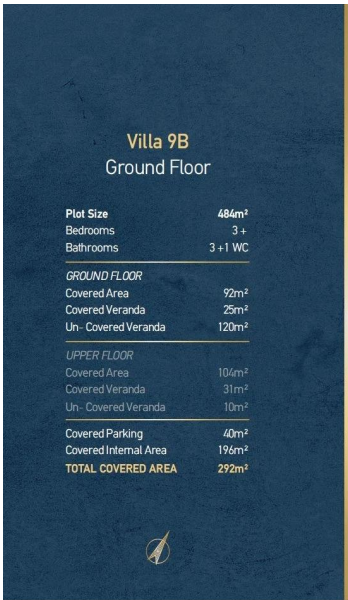 Villa 9B
Ground Floor
Plot Size 484m²
Bedrooms 3 +
Bathrooms 3 +1 WC
GROUND FLOOR
Covered Area 92m²
Covered Veranda 25m²
Un- Covered Veranda 120m²
UPPER FLOOR
Covered Area 104m²
Covered Veranda 31m²
Un- Covered Veranda 10m²
Covered Parking 40m²
Covered Internal Area 196m²
TOTAL COVERED AREA 292m²